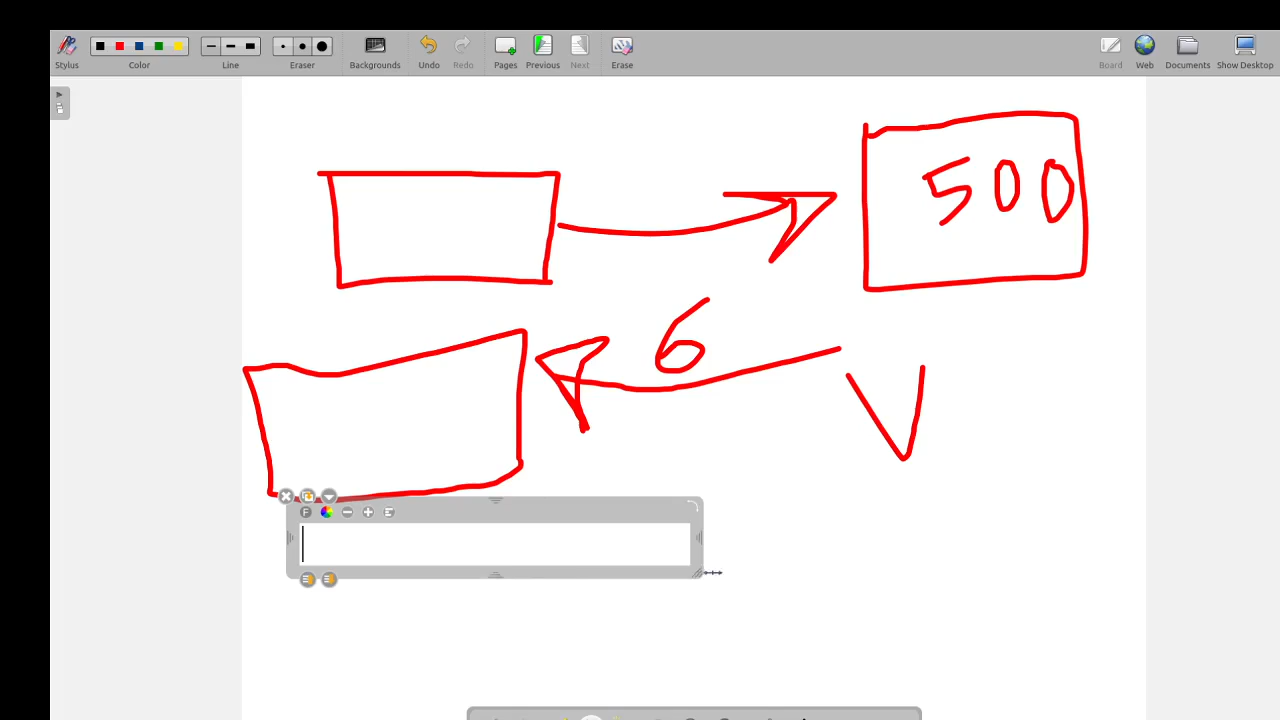 Stylus Color Line Eraser Backgrounds Undo Redo Pages Previous Next Erase Board Web Documents Show Desktop
500
6
V
F